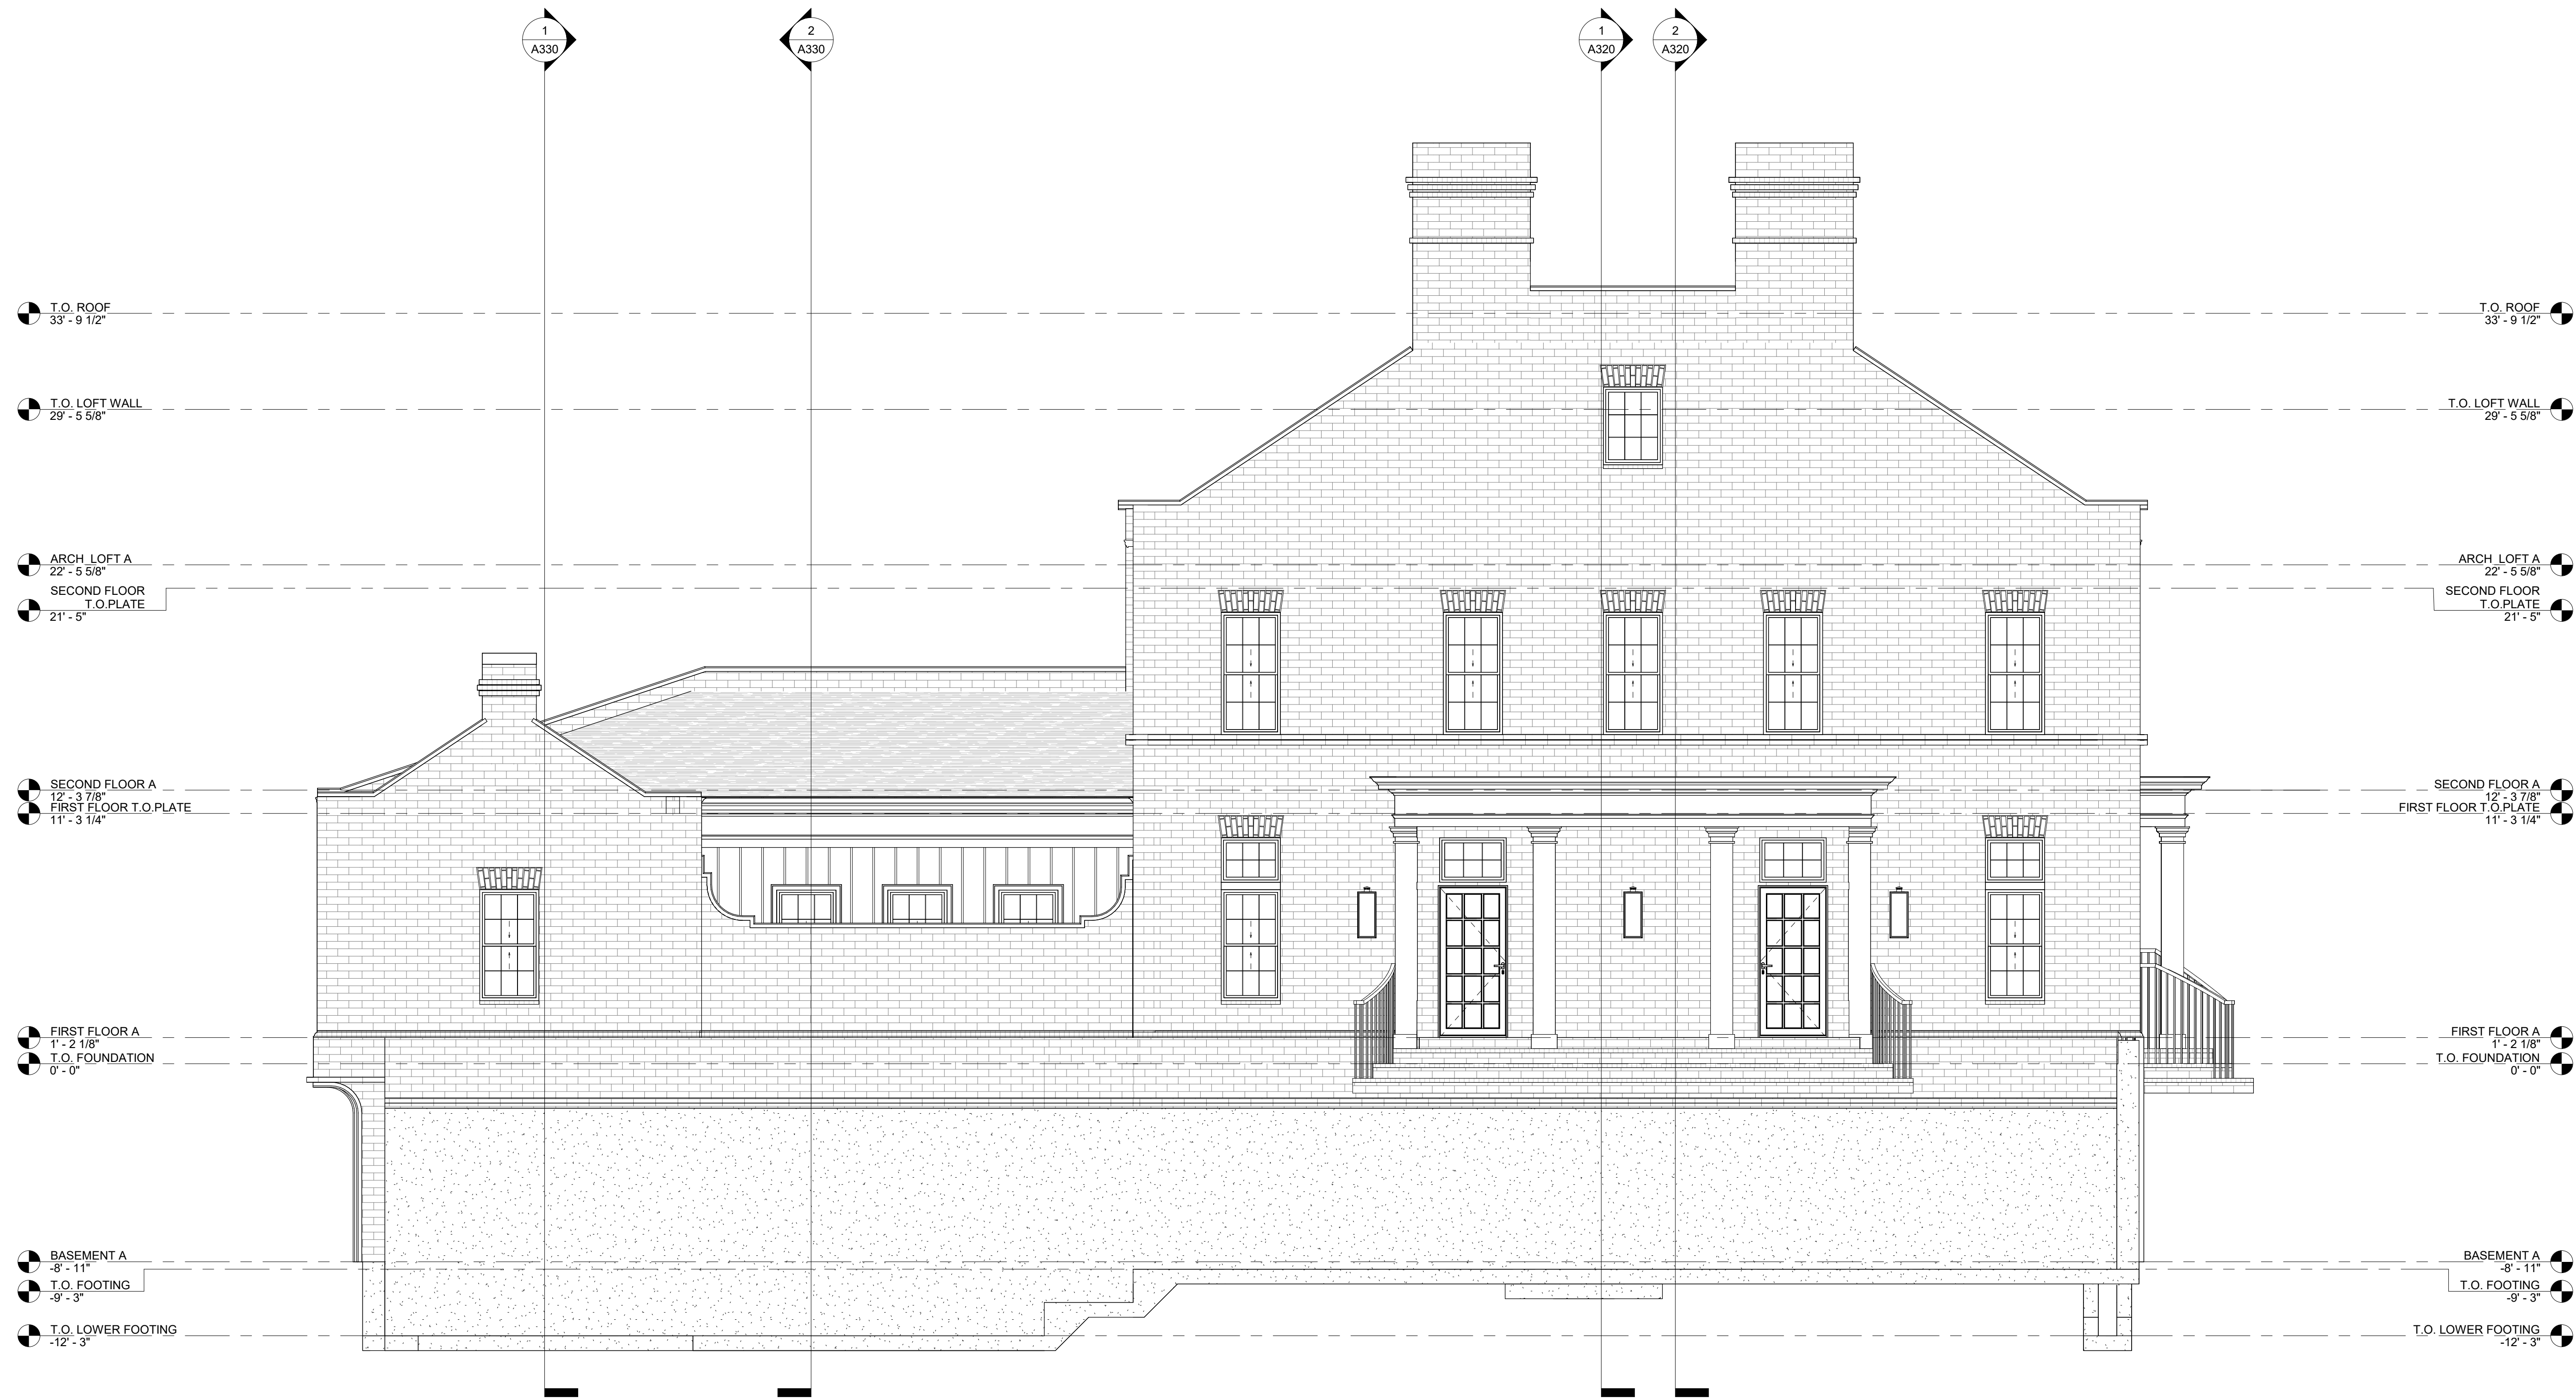 1
A330
2
A330
1
A320
2
A320
T.O. ROOF
33' - 9 1/2"
T.O. LOFT WALL
29' - 5 5/8"
ARCH_LOFT A
22' - 5 5/8"
SECOND FLOOR
T.O.PLATE
21' - 5"
SECOND FLOOR A
12' - 3 7/8"
FIRST FLOOR T.O.PLATE
11' - 3 1/4"
FIRST FLOOR A
1' - 2 1/8"
T.O. FOUNDATION
0' - 0"
BASEMENT A
-8' - 11"
T.O. FOOTING
-9' - 3"
T.O. LOWER FOOTING
-12' - 3"
T.O. ROOF
33' - 9 1/2"
T.O. LOFT WALL
29' - 5 5/8"
ARCH_LOFT A
22' - 5 5/8"
SECOND FLOOR
T.O.PLATE
21' - 5"
SECOND FLOOR A
12' - 3 7/8"
FIRST FLOOR T.O.PLATE
11' - 3 1/4"
FIRST FLOOR A
1' - 2 1/8"
T.O. FOUNDATION
0' - 0"
BASEMENT A
-8' - 11"
T.O. FOOTING
-9' - 3"
T.O. LOWER FOOTING
-12' - 3"